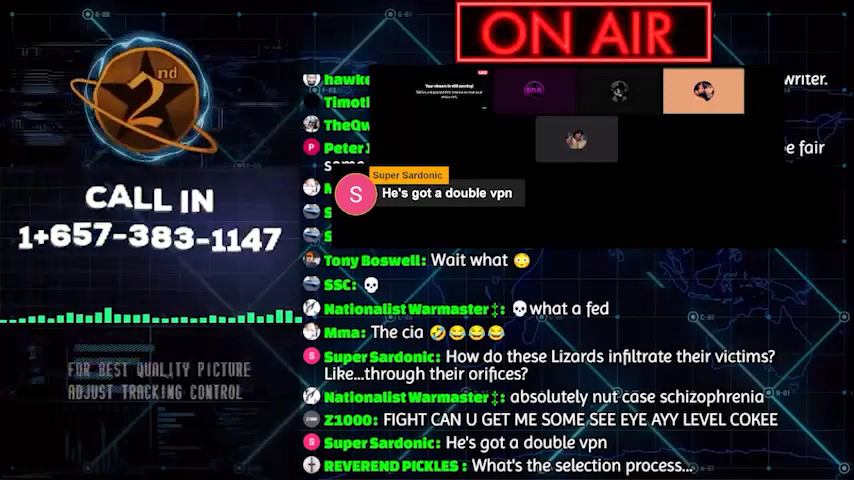 ON AIR
2nd
2
CALL IN
1+657-383-1147
FOR BEST QUALITY PICTURE
ADJUST TRACKING CONTROL
hawke
writer.
Timot
TheQw
Peter
be fair
some
Super Sardonic
S
He's got a double vpn
Tony Boswell: Wait what 😳
SSC: 💀
Nationalist Warmaster ‡: 💀what a fed
Mma: The cia 🤣😂😂😂
Super Sardonic: How do these Lizards infiltrate their victims?
Like...through their orifices?
Nationalist Warmaster ‡: absolutely nut case schizophrenia
Z1000: FIGHT CAN U GET ME SOME SEE EYE AYY LEVEL COKEE
Super Sardonic: He's got a double vpn
REVEREND PICKLES : What's the selection process...